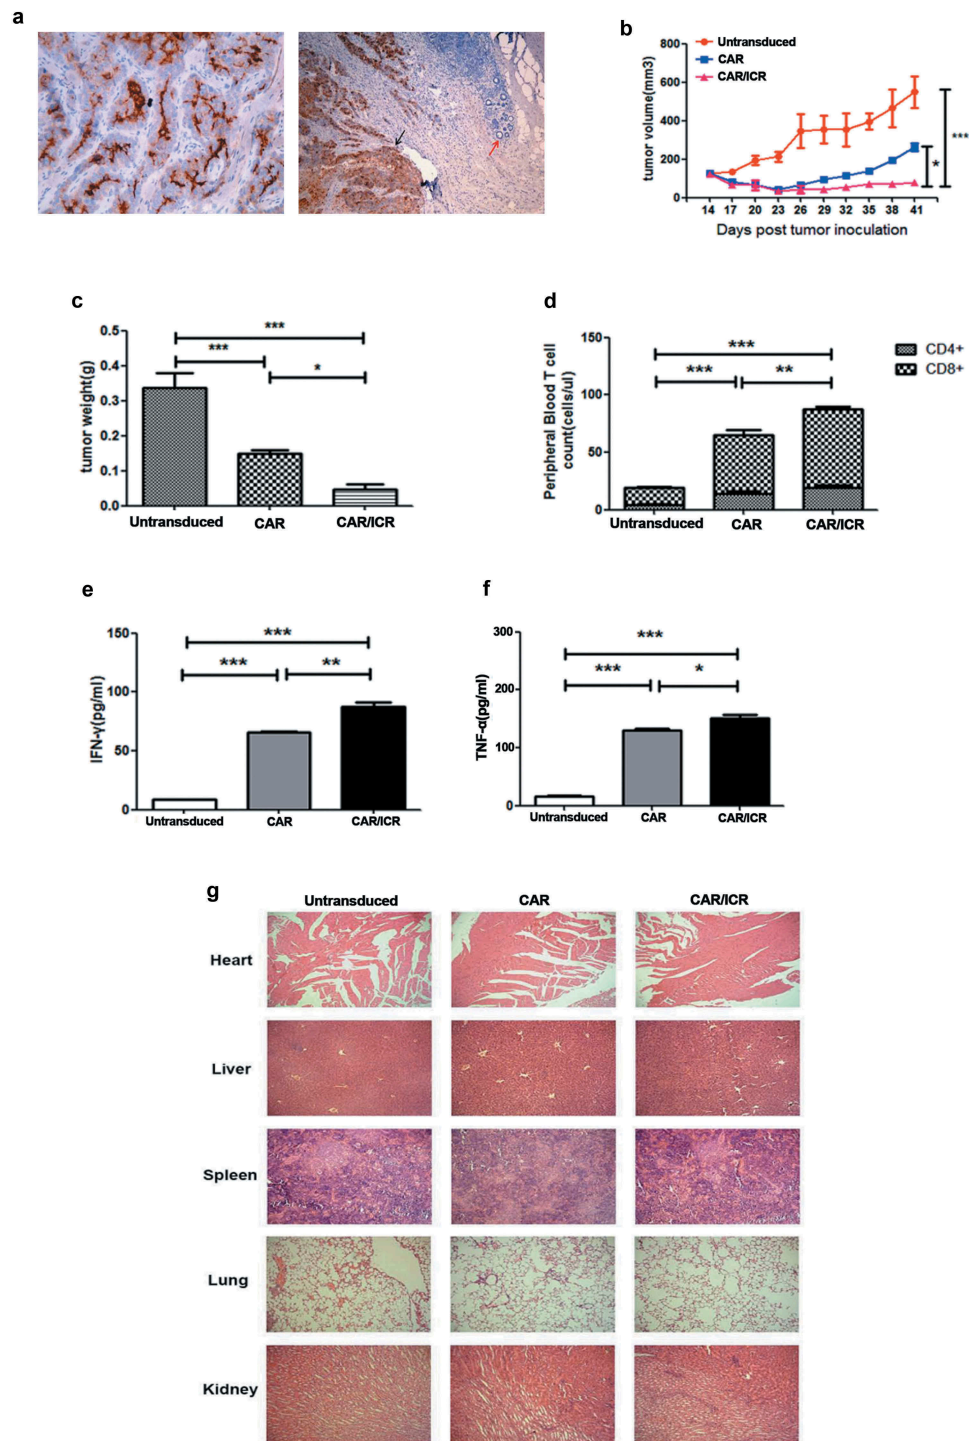 a
b
Untransduced
CAR
CAR/ICR
tumor volume(mm3)
800
600
400
200
0
14 17 20 23 26 29 32 35 38 41
Days post tumor inoculation
***
*
c
tumor weight(g)
0.5
0.4
0.3
0.2
0.1
0.0
***
***
*
Untransduced CAR CAR/ICR
d
Peripheral Blood T cell
count(cells/ul)
150
100
50
0
***
***
**
CD4+
CD8+
Untransduced CAR CAR/ICR
e
IFN-γ(pg/ml)
150
100
50
0
***
***
**
Untransduced CAR CAR/ICR
f
TNF-α(pg/ml)
300
200
100
0
***
***
*
Untransduced CAR CAR/ICR
g
Untransduced CAR CAR/ICR
Heart
Liver
Spleen
Lung
Kidney